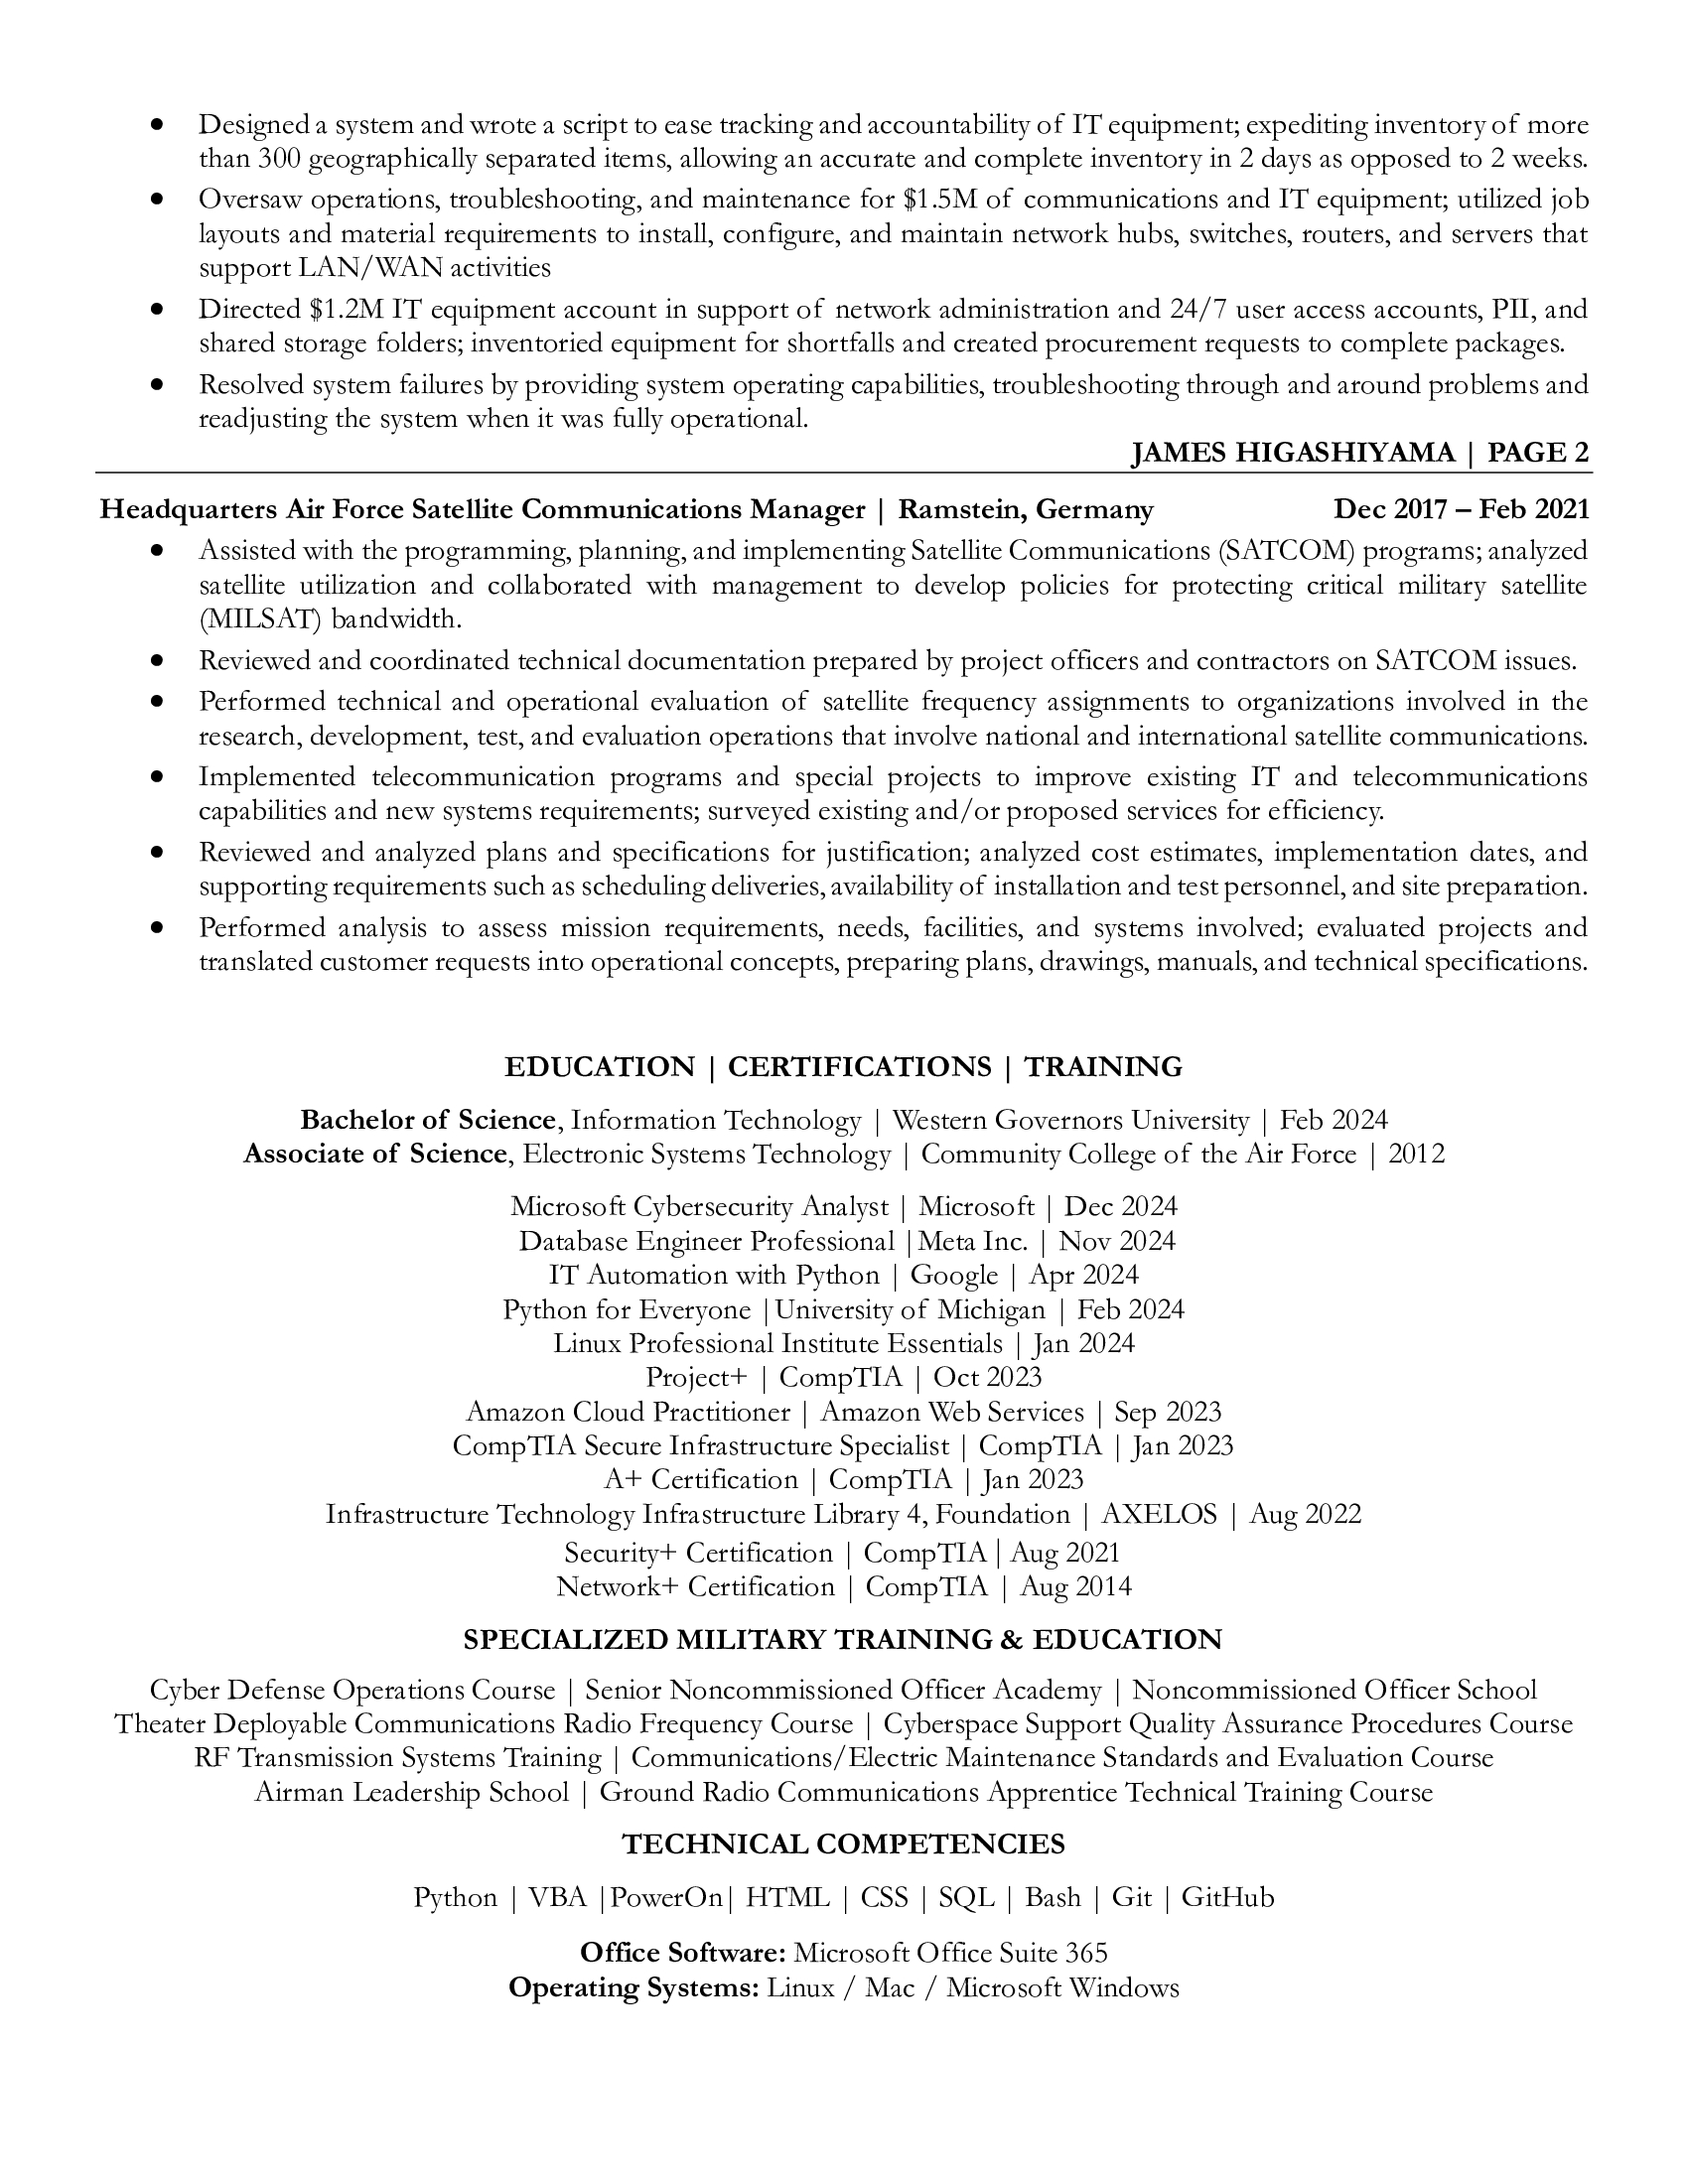 • Designed a system and wrote a script to ease tracking and accountability of IT equipment; expediting inventory of more
than 300 geographically separated items, allowing an accurate and complete inventory in 2 days as opposed to 2 weeks.
• Oversaw operations, troubleshooting, and maintenance for $1.5M of communications and IT equipment; utilized job
layouts and material requirements to install, configure, and maintain network hubs, switches, routers, and servers that
support LAN/WAN activities
• Directed $1.2M IT equipment account in support of network administration and 24/7 user access accounts, PII, and
shared storage folders; inventoried equipment for shortfalls and created procurement requests to complete packages.
• Resolved system failures by providing system operating capabilities, troubleshooting through and around problems and
readjusting the system when it was fully operational.
JAMES HIGASHIYAMA | PAGE 2
Headquarters Air Force Satellite Communications Manager | Ramstein, Germany Dec 2017 – Feb 2021
• Assisted with the programming, planning, and implementing Satellite Communications (SATCOM) programs; analyzed
satellite utilization and collaborated with management to develop policies for protecting critical military satellite
(MILSAT) bandwidth.
• Reviewed and coordinated technical documentation prepared by project officers and contractors on SATCOM issues.
• Performed technical and operational evaluation of satellite frequency assignments to organizations involved in the
research, development, test, and evaluation operations that involve national and international satellite communications.
• Implemented telecommunication programs and special projects to improve existing IT and telecommunications
capabilities and new systems requirements; surveyed existing and/or proposed services for efficiency.
• Reviewed and analyzed plans and specifications for justification; analyzed cost estimates, implementation dates, and
supporting requirements such as scheduling deliveries, availability of installation and test personnel, and site preparation.
• Performed analysis to assess mission requirements, needs, facilities, and systems involved; evaluated projects and
translated customer requests into operational concepts, preparing plans, drawings, manuals, and technical specifications.
EDUCATION | CERTIFICATIONS | TRAINING
Bachelor of Science, Information Technology | Western Governors University | Feb 2024
Associate of Science, Electronic Systems Technology | Community College of the Air Force | 2012
Microsoft Cybersecurity Analyst | Microsoft | Dec 2024
Database Engineer Professional |Meta Inc. | Nov 2024
IT Automation with Python | Google | Apr 2024
Python for Everyone |University of Michigan | Feb 2024
Linux Professional Institute Essentials | Jan 2024
Project+ | CompTIA | Oct 2023
Amazon Cloud Practitioner | Amazon Web Services | Sep 2023
CompTIA Secure Infrastructure Specialist | CompTIA | Jan 2023
A+ Certification | CompTIA | Jan 2023
Infrastructure Technology Infrastructure Library 4, Foundation | AXELOS | Aug 2022
Security+ Certification | CompTIA | Aug 2021
Network+ Certification | CompTIA | Aug 2014
SPECIALIZED MILITARY TRAINING & EDUCATION
Cyber Defense Operations Course | Senior Noncommissioned Officer Academy | Noncommissioned Officer School
Theater Deployable Communications Radio Frequency Course | Cyberspace Support Quality Assurance Procedures Course
RF Transmission Systems Training | Communications/Electric Maintenance Standards and Evaluation Course
Airman Leadership School | Ground Radio Communications Apprentice Technical Training Course
TECHNICAL COMPETENCIES
Python | VBA |PowerOn| HTML | CSS | SQL | Bash | Git | GitHub
Office Software: Microsoft Office Suite 365
Operating Systems: Linux / Mac / Microsoft Windows